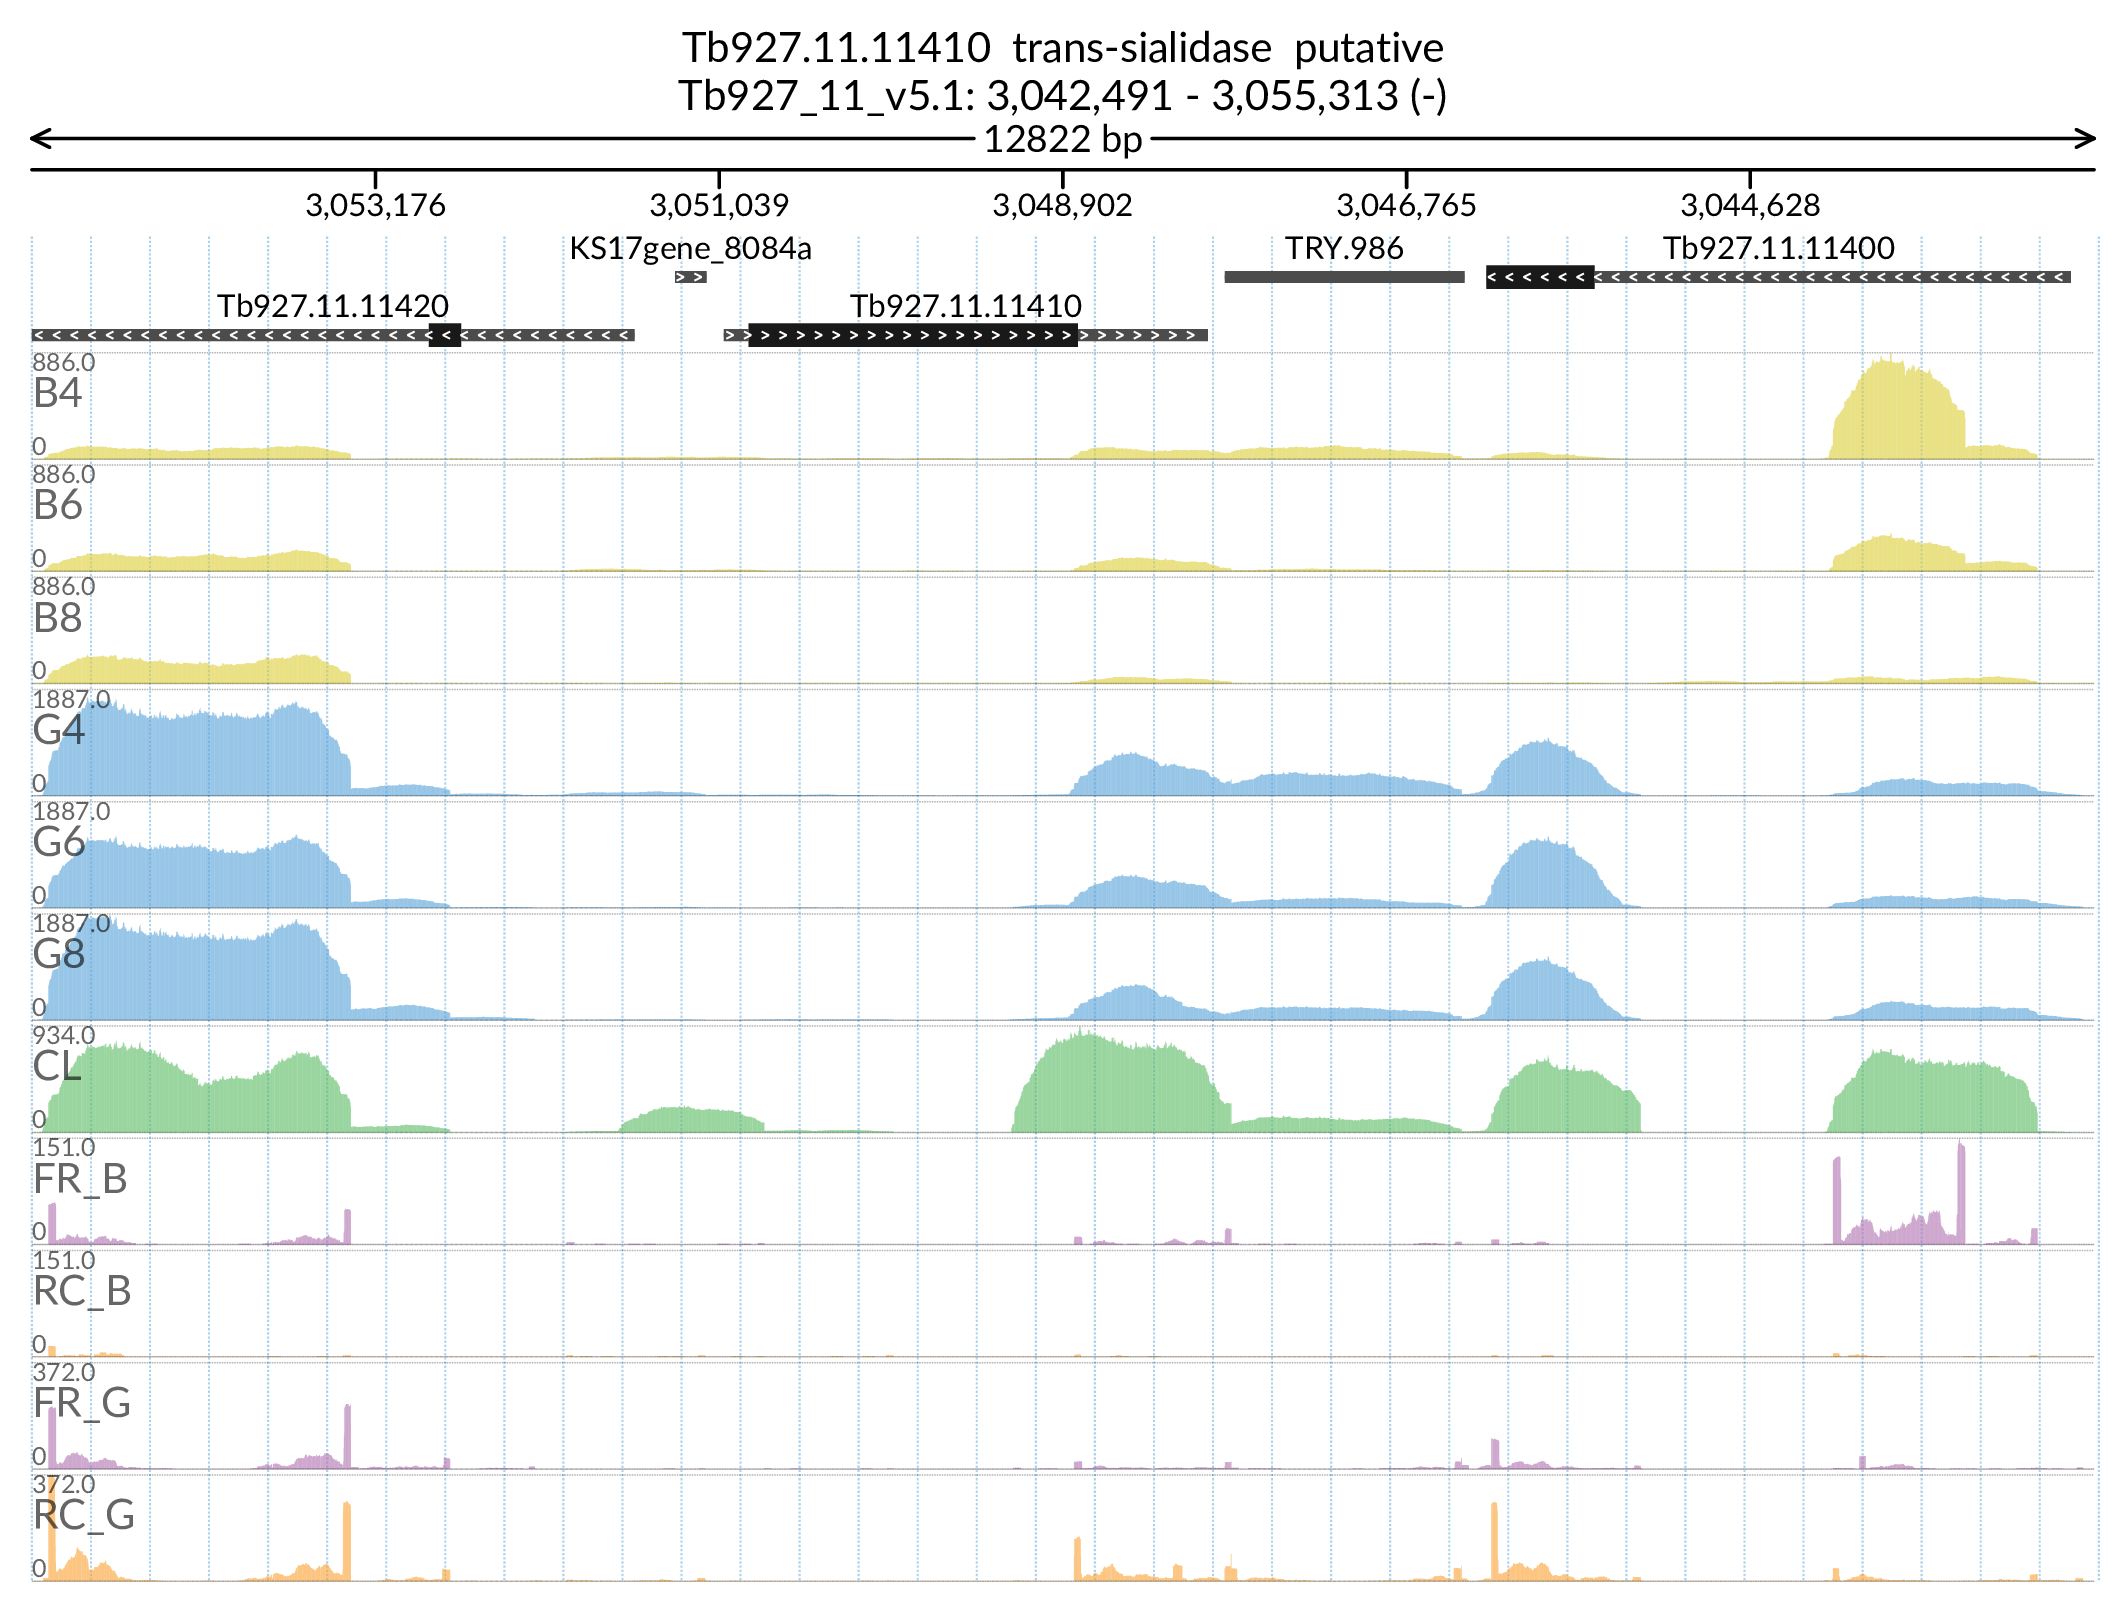 Tb927.11.11410 trans-sialidase putative
Tb927_11_v5.1: 3,042,491 - 3,055,313 (-)
12822 bp
3,053,176 3,051,039 3,048,902 3,046,765 3,044,628
KS17gene_8084a TRY.986 Tb927.11.11400
Tb927.11.11420 Tb927.11.11410
886.0
B4
0
886.0
B6
0
886.0
B8
0
1887.0
G4
0
1887.0
G6
0
1887.0
G8
0
934.0
CL
0
151.0
FR_B
0
151.0
RC_B
0
372.0
FR_G
0
372.0
RC_G
0